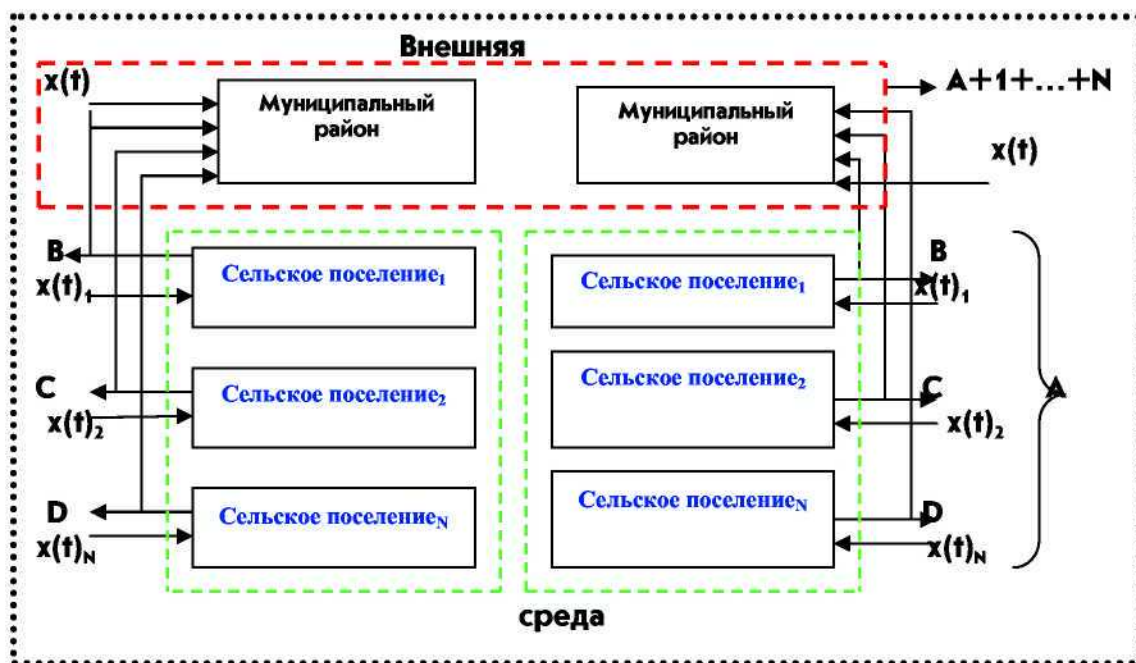 Внешняя
x(t)
Муниципальный
район
Муниципальный
район
A+1+...+N
x(t)
B
x(t)₁
Сельское поселение₁
Сельское поселение₁
B
x(t)₁
C
x(t)₂
Сельское поселение₂
Сельское поселение₂
C
x(t)₂
A
D
x(t)N
Сельское поселениеN
Сельское поселениеN
D
x(t)N
среда